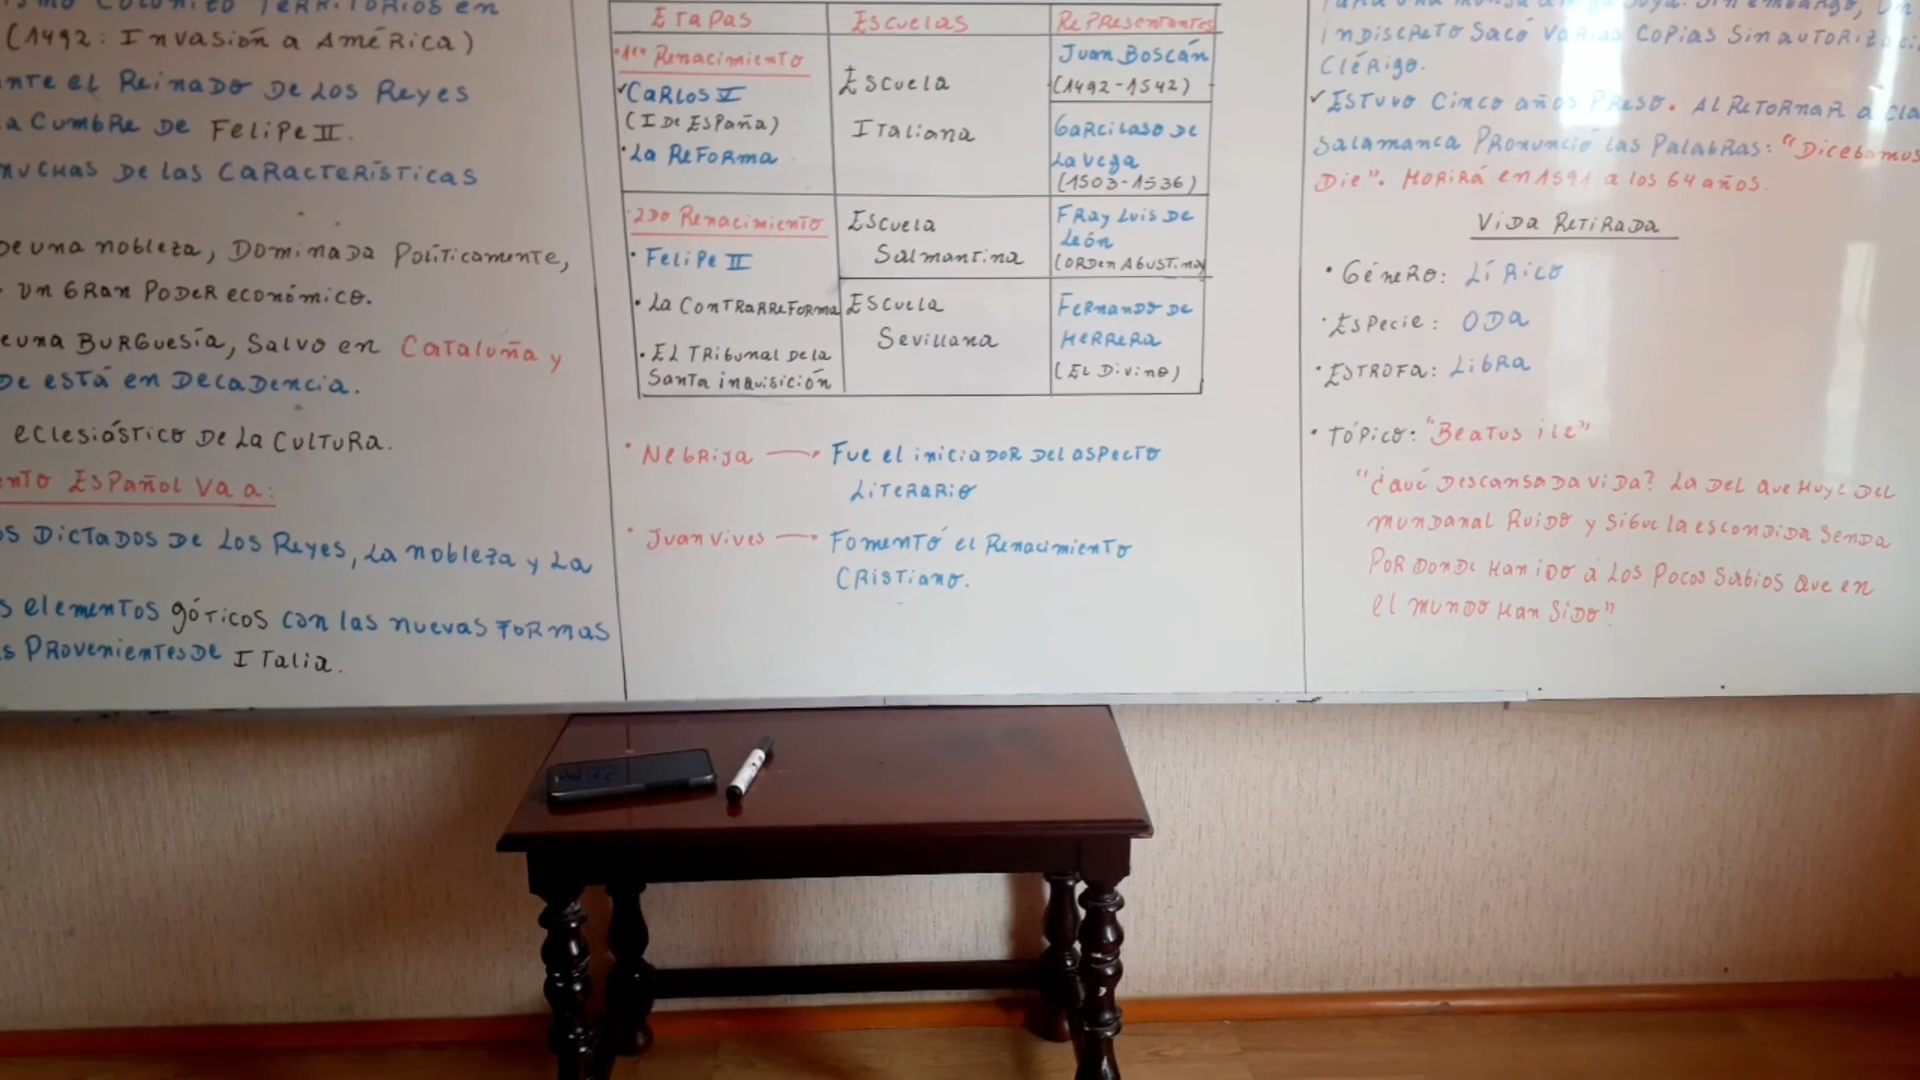 Colonizó Territorios en
(1492: Invasión a América)
el Reinado de los Reyes
Cumbre de Felipe II.
muchas de las características
De una nobleza, Dominada Políticamente,
un gran poder económico.
una Burguesía, salvo en Cataluña y
está en Decadencia.
eclesiástico de la cultura.
Español va a:
Dictados de los Reyes, la nobleza y la
elementos góticos con las nuevas formas
Provenientes de Italia.
Etapas
Escuelas
Representantes
1er Renacimiento
✓Carlos V
(I de España)
• La Reforma
Escuela
Italiana
Juan Boscán
(1492-1542)
Garcilaso de
la Vega
(1503-1536)
2do Renacimiento
• Felipe II
• La Contrarreforma
• El Tribunal de la
Santa inquisición
Escuela
Salmantina
Fray Luis de
León
(Orden Agustina)
Escuela
Sevillana
Fernando de
Herrera
(El Divino)
• Nebrija → Fue el iniciador del aspecto
Literario
• Juan Vives → Fomentó el Renacimiento
Cristiano.
Sin embargo, un
indiscreto sacó varias copias sin
Clérigo.
✓ Estuvo cinco años preso. Al retornar a
Salamanca pronunció las palabras: "Dicebamus
Die". Morirá en 1591 a los 64 años.
Vida Retirada
• Género: Lírico
• Especie: Oda
• Estrofa: Libra
• Tópico: "Beatus ile"
"¿Qué descansada vida? La del que huye del
mundanal ruido y sigue la escondida senda
por donde han ido a los pocos sabios que en
el mundo han sido"